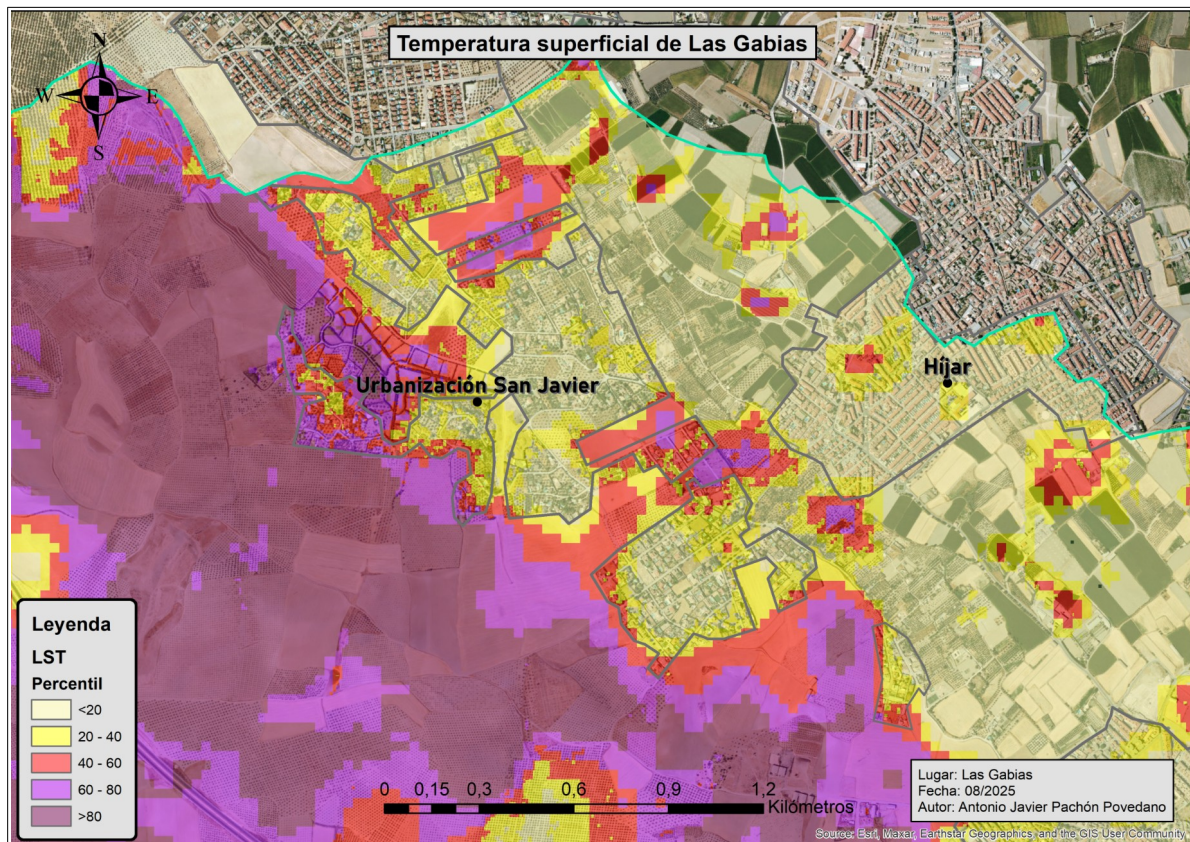 Temperatura superficial de Las Gabias
N
W
E
S
Híjar
Urbanización San Javier
Leyenda
LST
Percentil
<20
20 - 40
40 - 60
60 - 80
>80
0 0,15 0,3 0,6 0,9 1,2
Kilómetros
Lugar: Las Gabias
Fecha: 08/2025
Autor: Antonio Javier Pachón Povedano
Source: Esri, Maxar, Earthstar Geographics, and the GIS User Community